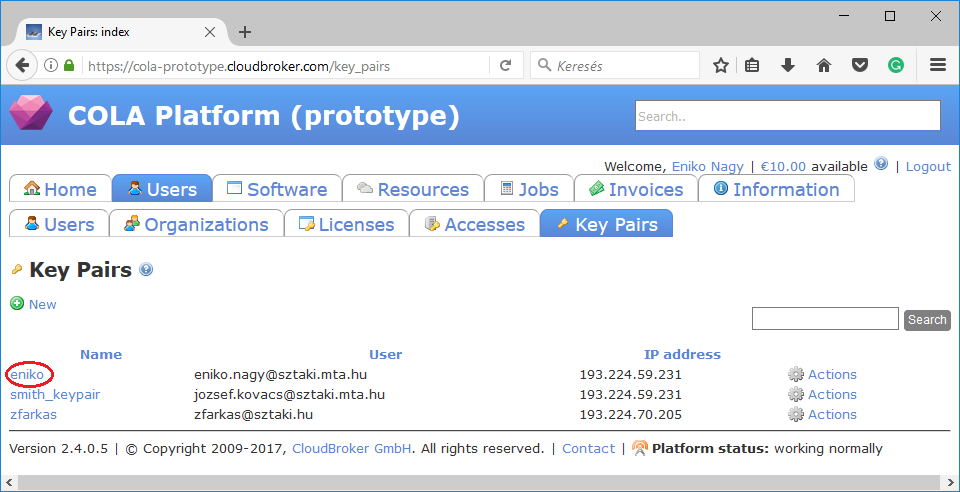 Key Pairs: index
https://cola-prototype.cloudbroker.com/key_pairs
Keresés
COLA Platform (prototype)
Search..
Welcome, Eniko Nagy | €10.00 available | Logout
Home Users Software Resources Jobs Invoices Information
Users Organizations Licenses Accesses Key Pairs
Key Pairs
New
Search
Name User IP address
eniko eniko.nagy@sztaki.mta.hu 193.224.59.231 Actions
smith_keypair jozsef.kovacs@sztaki.mta.hu 193.224.59.231 Actions
zfarkas zfarkas@sztaki.hu 193.224.70.205 Actions
Version 2.4.0.5 | © Copyright 2009-2017, CloudBroker GmbH. All rights reserved. | Contact | Platform status: working normally